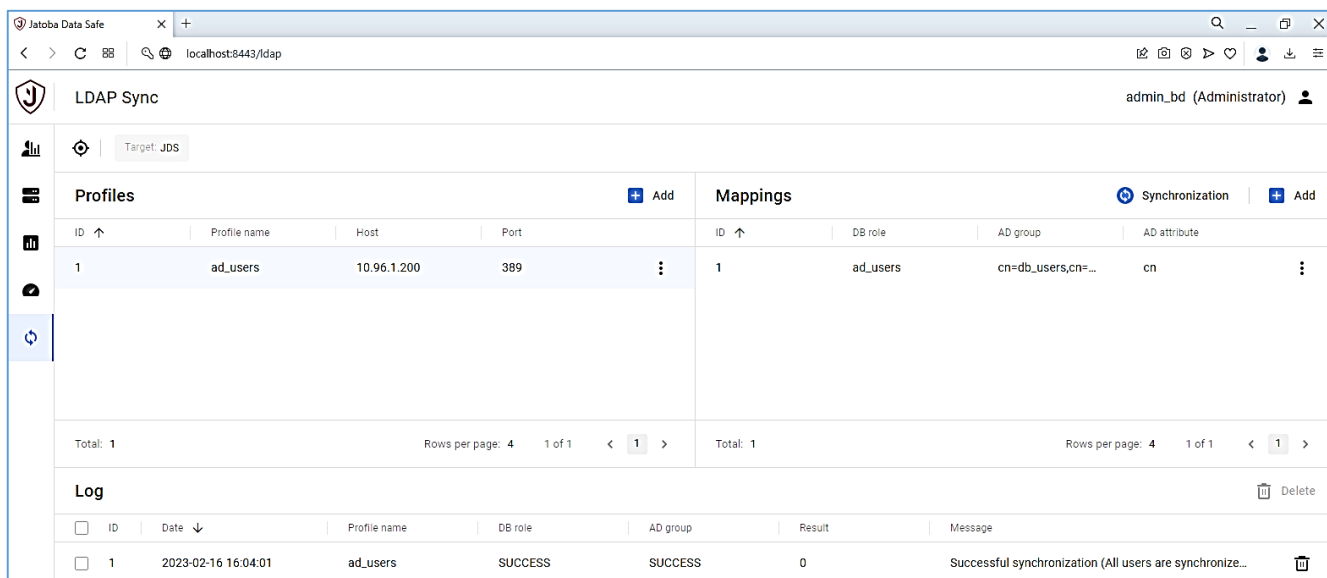 Jatoba Data Safe
localhost:8443/ldap
LDAP Sync
admin_bd (Administrator)
Target: JDS
Profiles
Add
ID Profile name Host Port
1 ad_users 10.96.1.200 389
Total: 1 Rows per page: 4 1 of 1 1
Mappings
Synchronization
Add
ID DB role AD group AD attribute
1 ad_users cn=db_users,cn=... cn
Total: 1 Rows per page: 4 1 of 1 1
Log
Delete
ID Date Profile name DB role AD group Result Message
1 2023-02-16 16:04:01 ad_users SUCCESS SUCCESS 0 Successful synchronization (All users are synchronize...